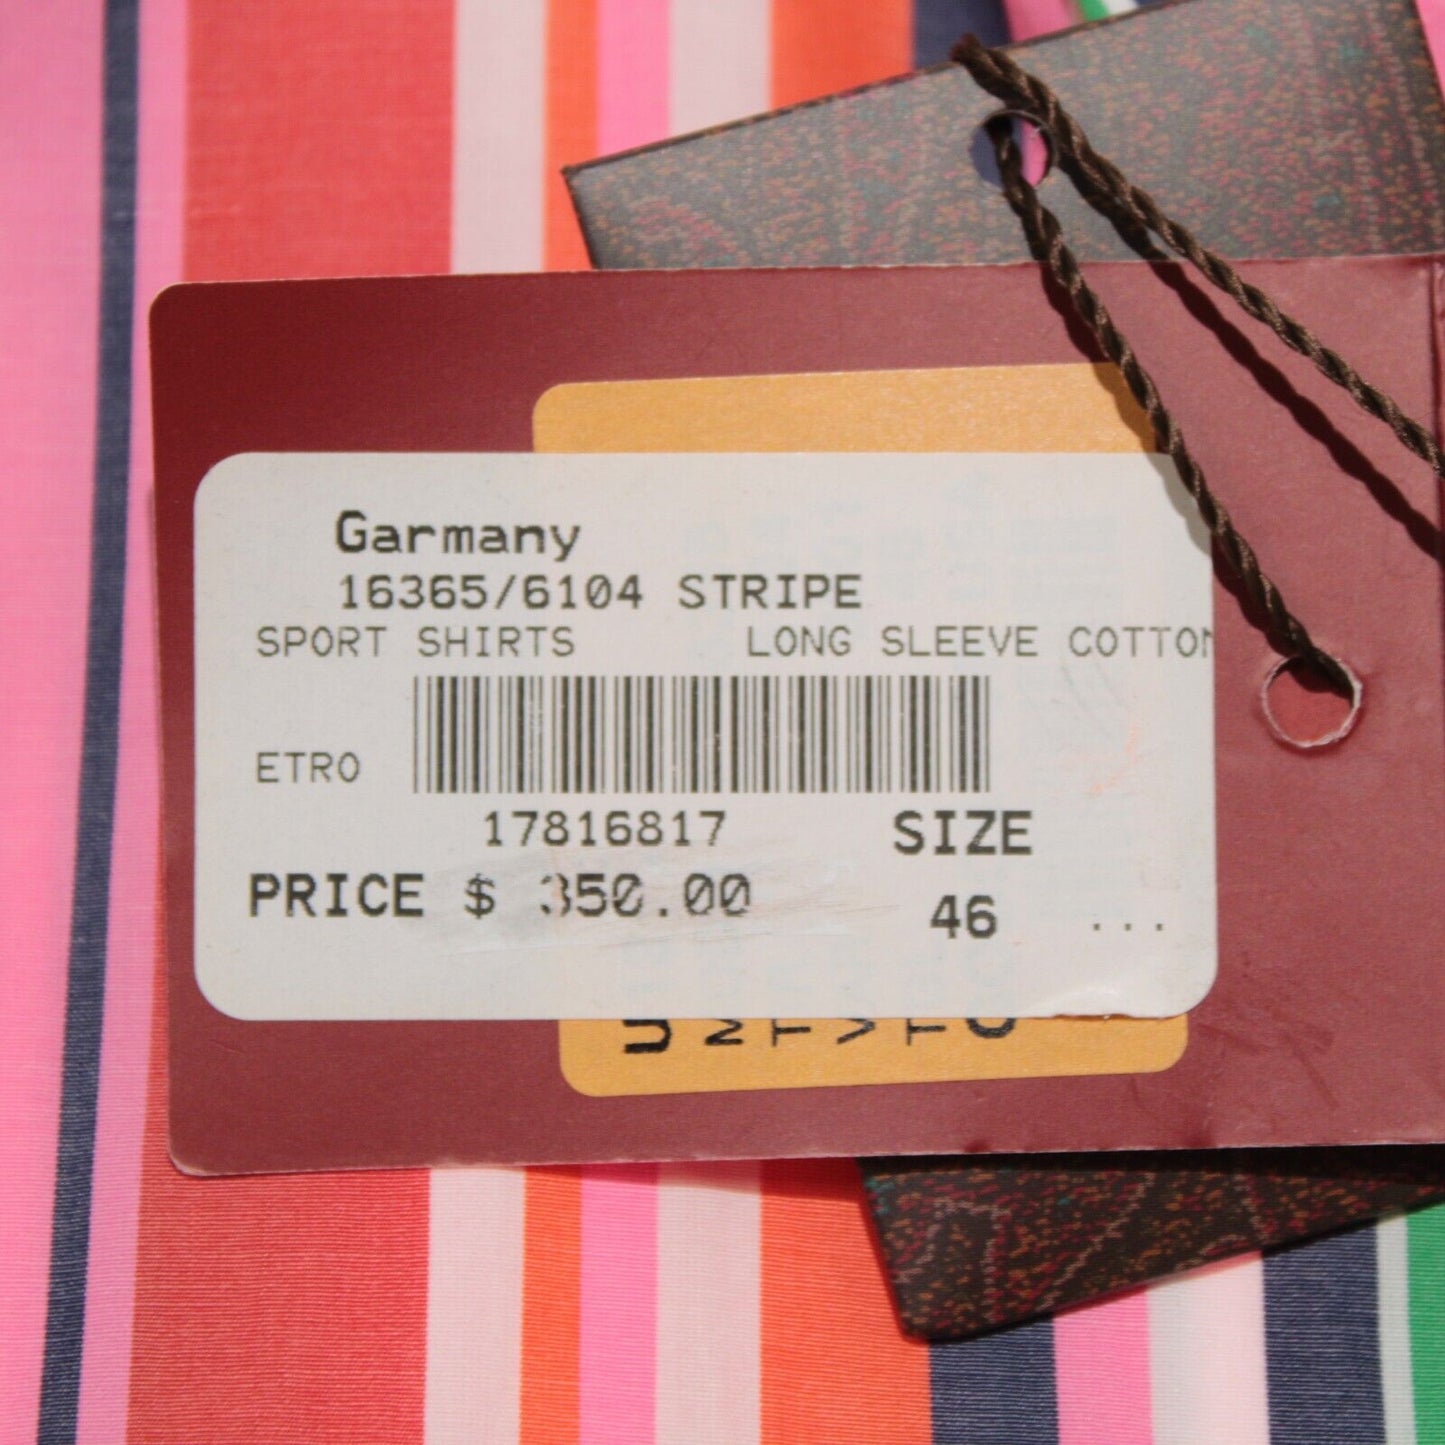 Garmany
16365/6104 STRIPE
SPORT SHIRTS LONG SLEEVE COTTON
ETRO
17816817 SIZE
PRICE $ 350.00
46 ...